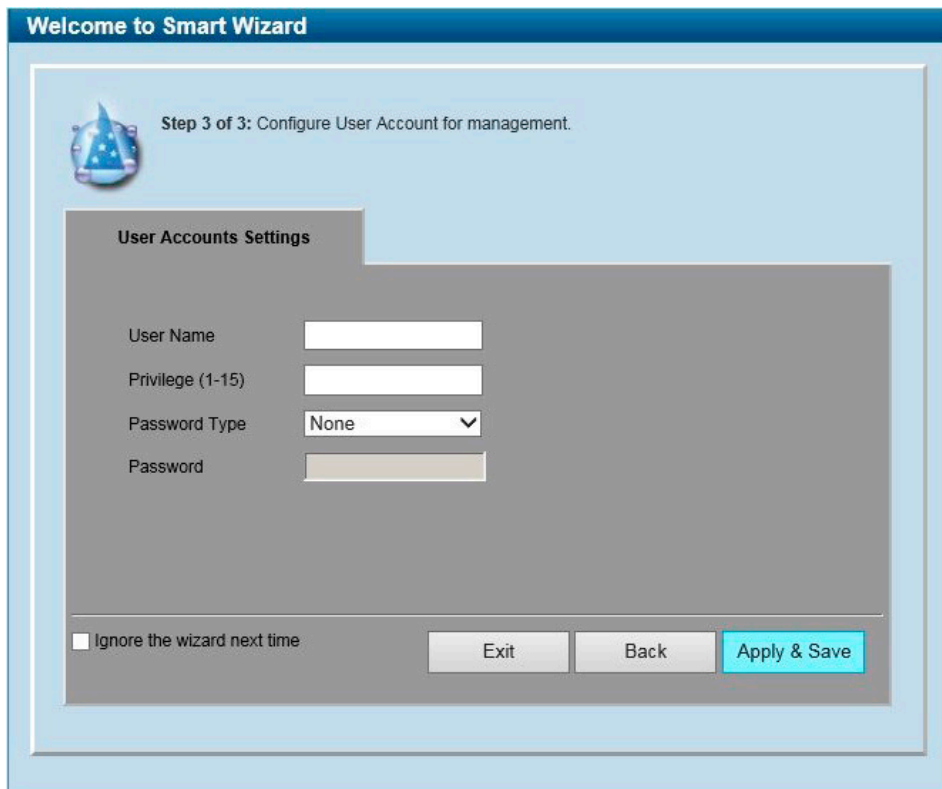 Welcome to Smart Wizard
Step 3 of 3: Configure User Account for management.
User Accounts Settings
User Name
Privilege (1-15)
Password Type None
Password
Ignore the wizard next time
Exit Back Apply & Save